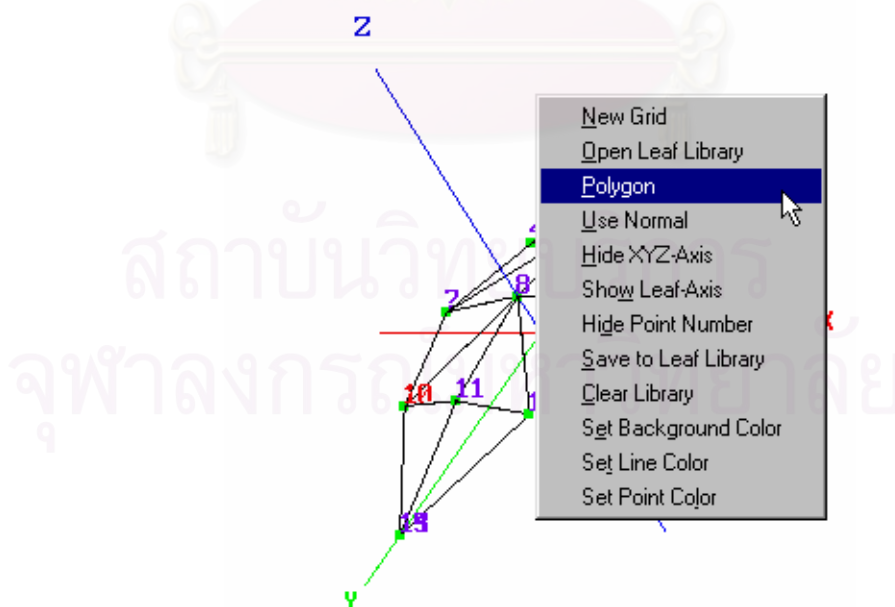 Z
New Grid
Open Leaf Library
Polygon
Use Normal
Hide XYZ-Axis
Show Leaf-Axis
Hide Point Number
Save to Leaf Library
Clear Library
Set Background Color
Set Line Color
Set Point Color
8
11
Y
สถาบันวิทยบริการ
จุฬาลงกรณ์มหาวิทยาลัย